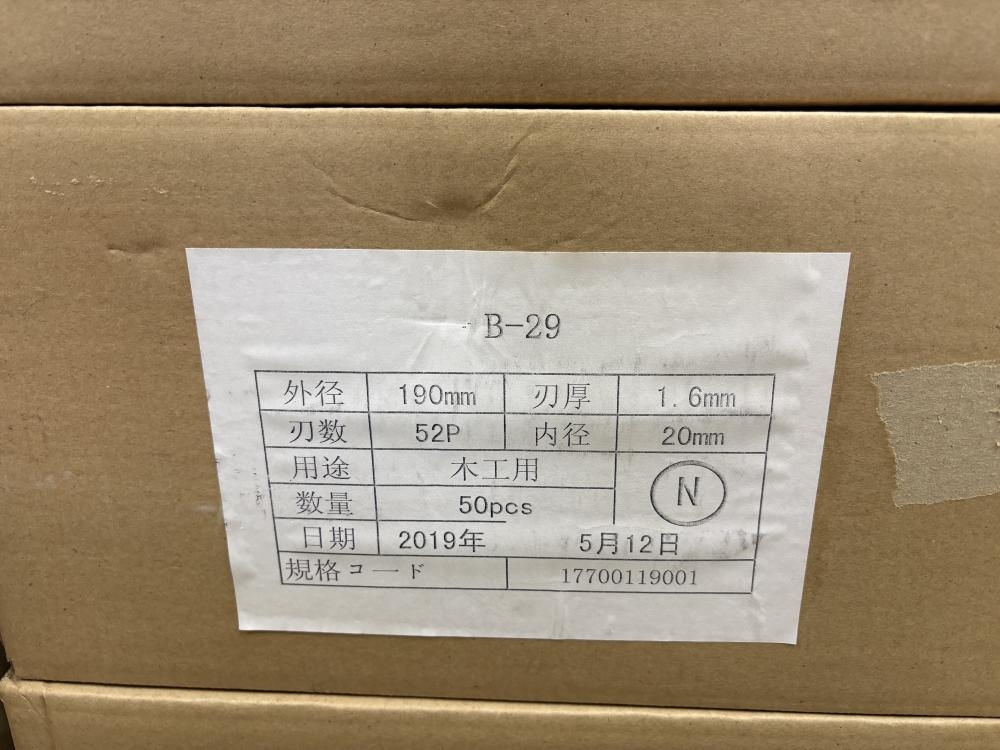 B-29
外径 190mm 刃厚 1.6mm
刃数 52P 内径 20mm
用途 木工用
N
数量 50pcs
日期 2019年 5月12日
規格コード 17700119001